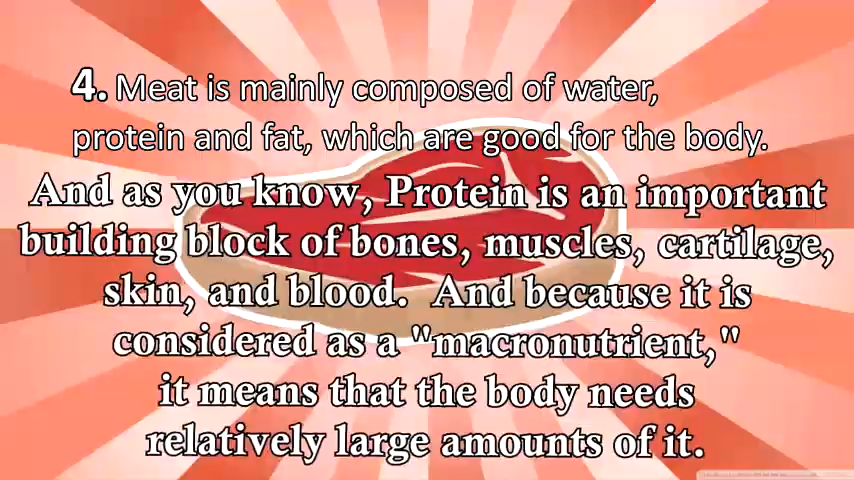 4. Meat is mainly composed of water,
protein and fat, which are good for the body.
And as you know, Protein is an important
building block of bones, muscles, cartilage,
skin, and blood. And because it is
considered as a "macronutrient,"
it means that the body needs
relatively large amounts of it.